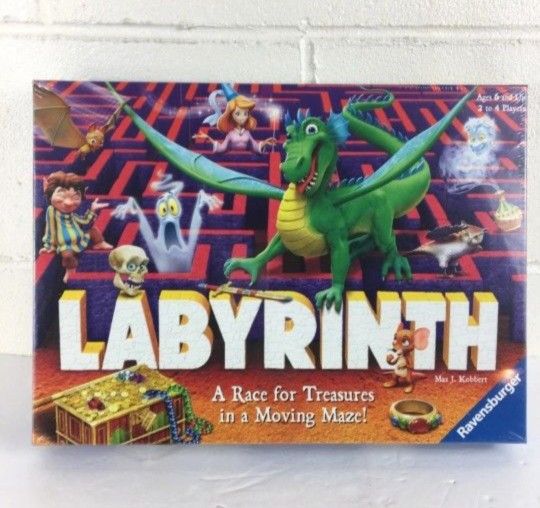 Ages 8 and Up
2 to 4 Players
LABYRINTH
Max J. Kobbert
A Race for Treasures
in a Moving Maze!
Ravensburger